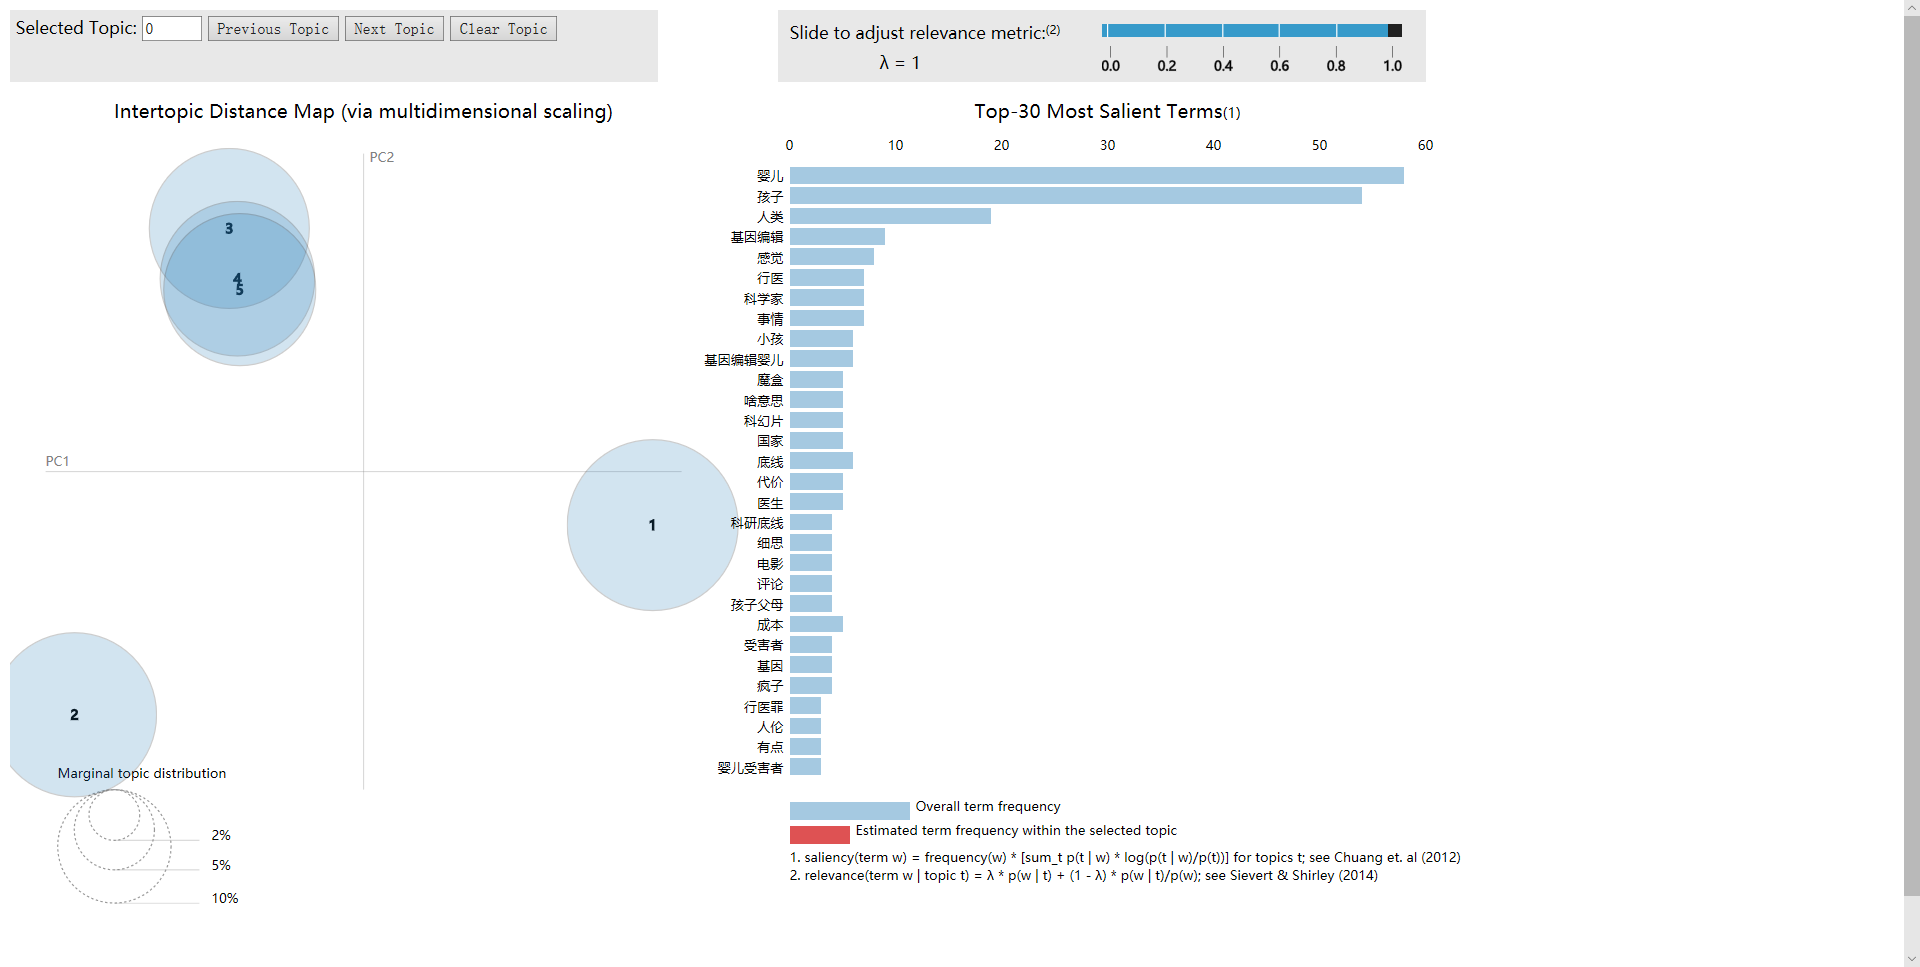 Selected Topic: 0 Previous Topic Next Topic Clear Topic
Slide to adjust relevance metric:(2)
λ = 1
0.0 0.2 0.4 0.6 0.8 1.0
Intertopic Distance Map (via multidimensional scaling)
PC2
PC1
3
4
5
1
2
Marginal topic distribution
2%
5%
10%
Top-30 Most Salient Terms(1)
0 10 20 30 40 50 60
婴儿
孩子
人类
基因编辑
感觉
行医
科学家
事情
小孩
基因编辑婴儿
魔盒
啥意思
科幻片
国家
底线
代价
医生
科研底线
细思
电影
评论
孩子父母
成本
受害者
基因
疯子
行医罪
人伦
有点
婴儿受害者
Overall term frequency
Estimated term frequency within the selected topic
1. saliency(term w) = frequency(w) * [sum_t p(t | w) * log(p(t | w)/p(t))] for topics t; see Chuang et. al (2012)
2. relevance(term w | topic t) = λ * p(w | t) + (1 - λ) * p(w | t)/p(w); see Sievert & Shirley (2014)